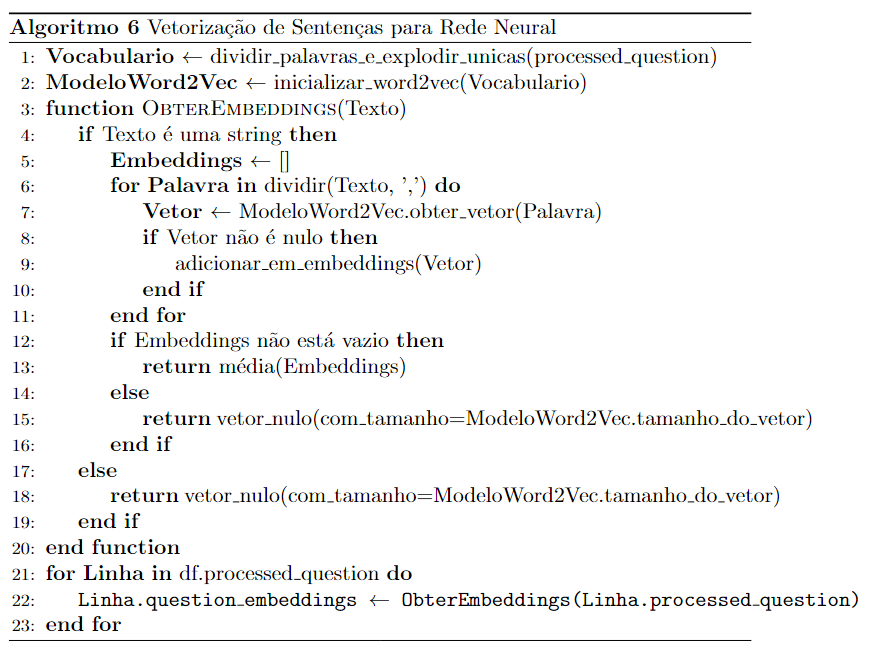 Algoritmo 6 Vetorização de Sentenças para Rede Neural
1: Vocabulario ← dividir_palavras_e_explodir_unicas(processed_question)
2: ModeloWord2Vec ← inicializar_word2vec(Vocabulario)
3: function ObterEmbeddings(Texto)
4: if Texto é uma string then
5: Embeddings ← []
6: for Palavra in dividir(Texto, ',') do
7: Vetor ← ModeloWord2Vec.obter_vetor(Palavra)
8: if Vetor não é nulo then
9: adicionar_em_embeddings(Vetor)
10: end if
11: end for
12: if Embeddings não está vazio then
13: return média(Embeddings)
14: else
15: return vetor_nulo(com_tamanho=ModeloWord2Vec.tamanho_do_vetor)
16: end if
17: else
18: return vetor_nulo(com_tamanho=ModeloWord2Vec.tamanho_do_vetor)
19: end if
20: end function
21: for Linha in df.processed_question do
22: Linha.question_embeddings ← ObterEmbeddings(Linha.processed_question)
23: end for